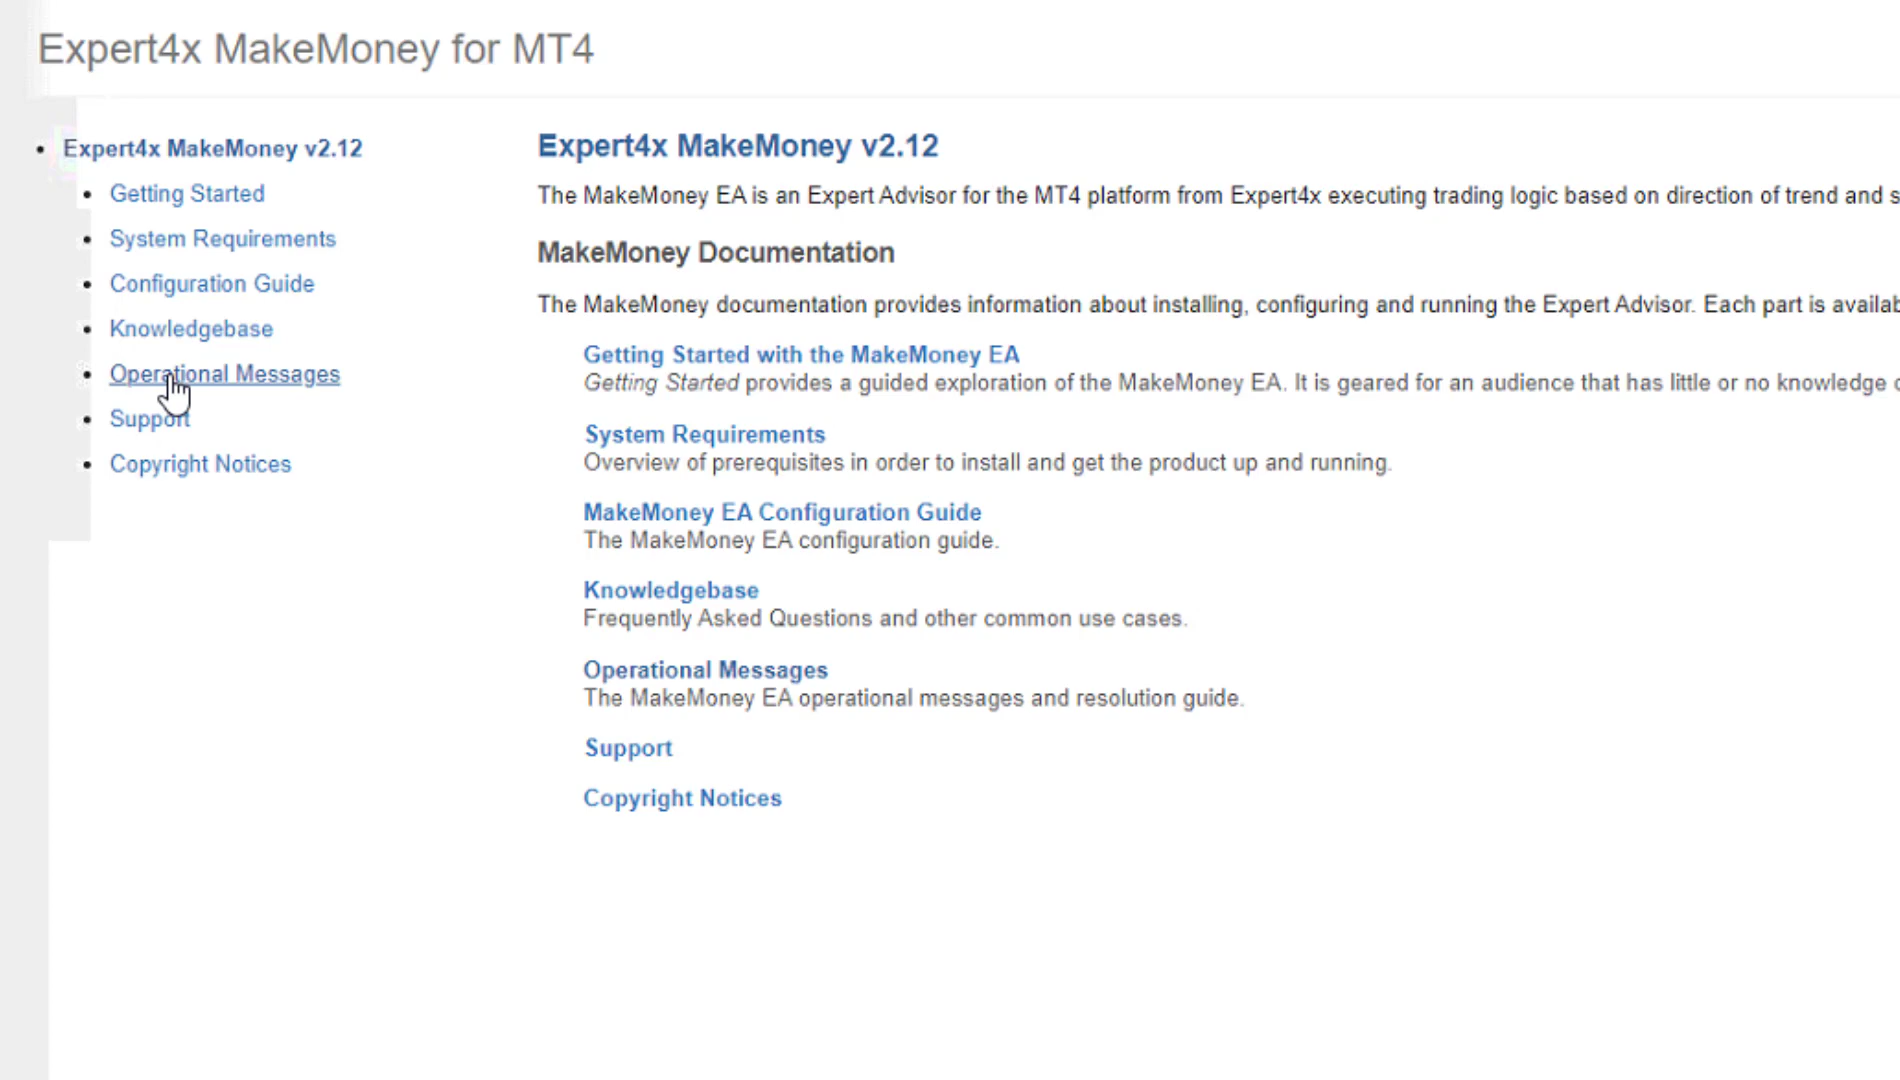 Expert4x MakeMoney for MT4
Expert4x MakeMoney v2.12
Getting Started
System Requirements
Configuration Guide
Knowledgebase
Operational Messages
Support
Copyright Notices
Expert4x MakeMoney v2.12
The MakeMoney EA is an Expert Advisor for the MT4 platform from Expert4x executing trading logic based on direction of trend and s
MakeMoney Documentation
The MakeMoney documentation provides information about installing, configuring and running the Expert Advisor. Each part is availab
Getting Started with the MakeMoney EA
Getting Started provides a guided exploration of the MakeMoney EA. It is geared for an audience that has little or no knowledge o
System Requirements
Overview of prerequisites in order to install and get the product up and running.
MakeMoney EA Configuration Guide
The MakeMoney EA configuration guide.
Knowledgebase
Frequently Asked Questions and other common use cases.
Operational Messages
The MakeMoney EA operational messages and resolution guide.
Support
Copyright Notices